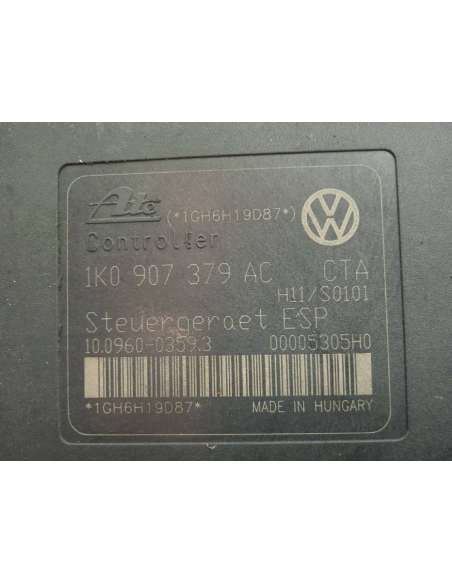 Ate (*1GH6H19D87*)
Controller
1K0 907 379 AC CTA
H11/S0101
Steuergeraet ESP
10.0960-0359.3 00005305H0
*1GH6H19D87* MADE IN HUNGARY